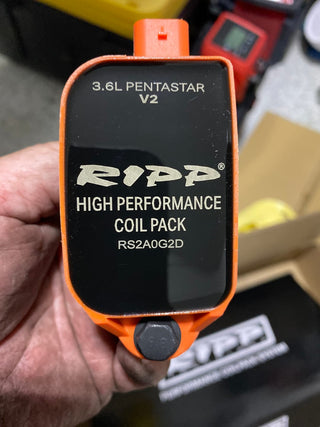 3.6L PENTASTAR
V2
RIPP®
HIGH PERFORMANCE
COIL PACK
RS2A0G2D
RIPP